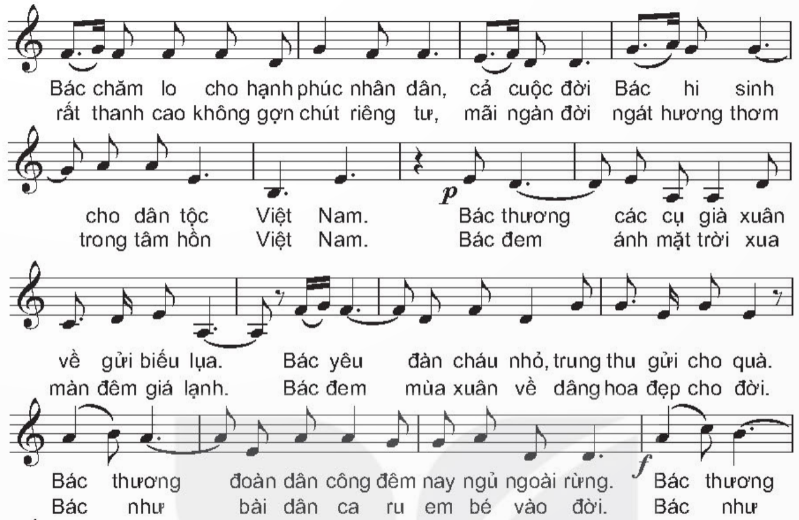 Bác chăm lo cho hạnh phúc nhân dân, cả cuộc đời Bác hi sinh
rất thanh cao không gợn chút riêng tư, mãi ngàn đời ngát hương thơm
cho dân tộc Việt Nam. Bác thương các cụ già xuân
trong tâm hồn Việt Nam. Bác đem ánh mặt trời xua
p
về gửi biếu lụa. Bác yêu đàn cháu nhỏ, trung thu gửi cho quà.
màn đêm giá lạnh. Bác đem mùa xuân về dâng hoa đẹp cho đời.
Bác thương đoàn dân công đêm nay ngủ ngoài rừng. Bác thương
Bác như bài dân ca ru em bé vào đời. Bác như
f